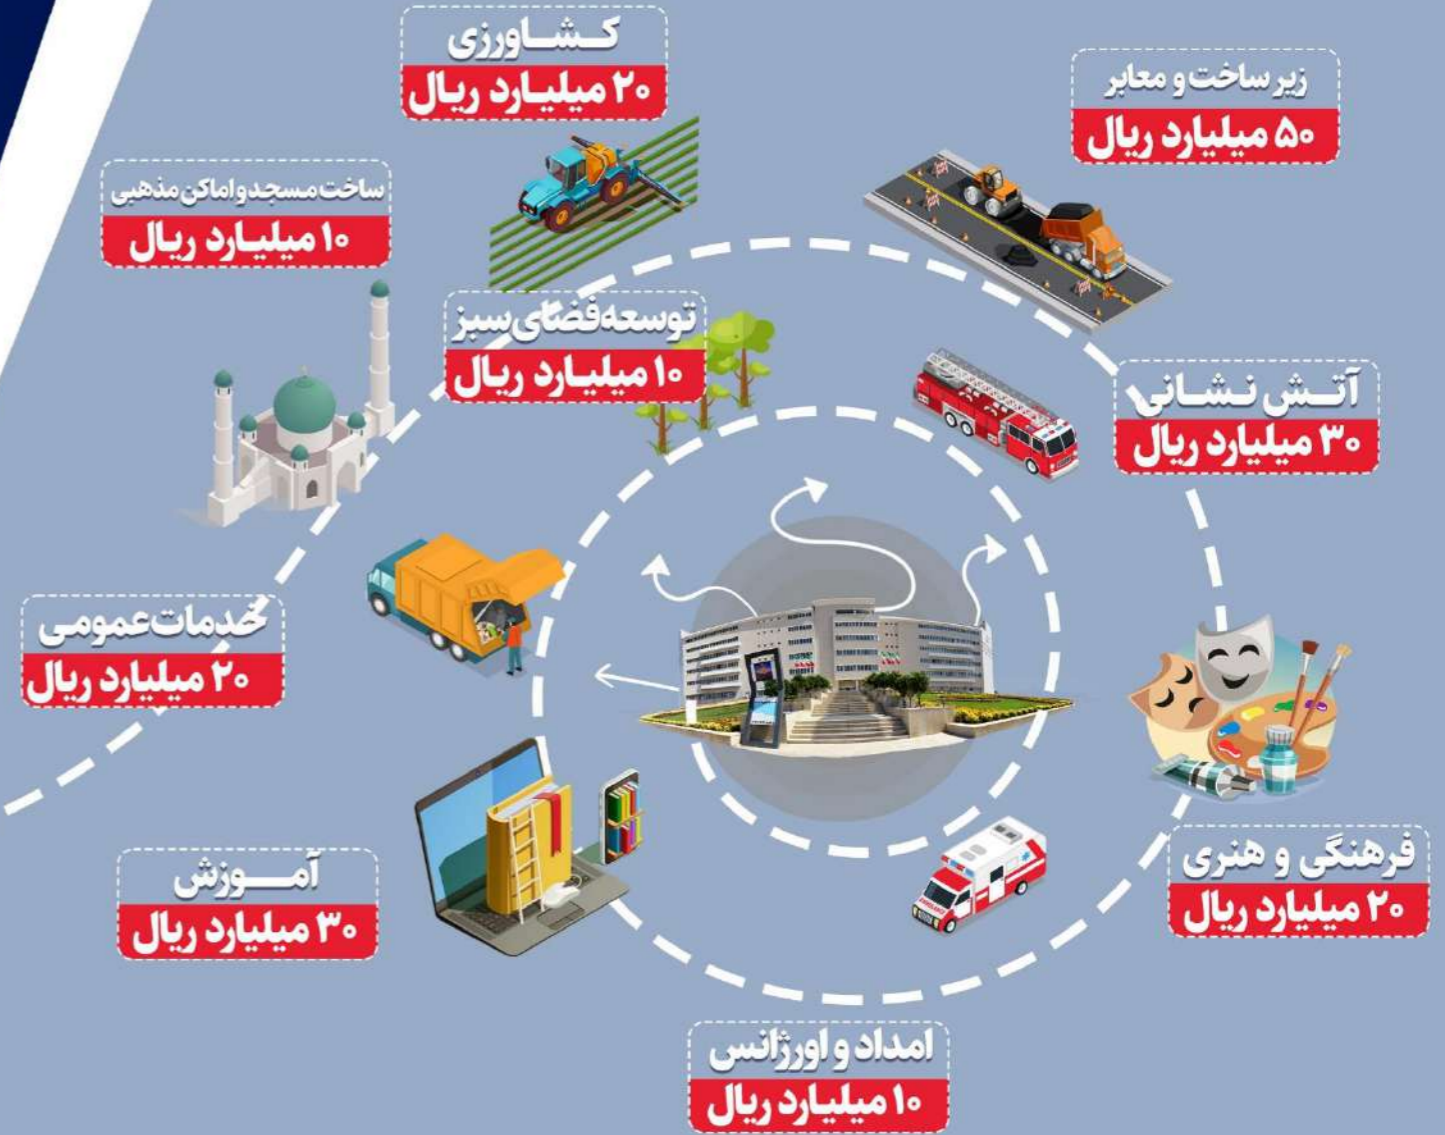 کشاورزی
۲۰ میلیارد ریال
زیر ساخت و معابر
۵۰ میلیارد ریال
ساخت مسجد و اماکن مذهبی
۱۰ میلیارد ریال
توسعه فضای سبز
۱۰ میلیارد ریال
آتش نشانی
۳۰ میلیارد ریال
خدمات عمومی
۲۰ میلیارد ریال
فرهنگی و هنری
۲۰ میلیارد ریال
آموزش
۳۰ میلیارد ریال
AMBULANCE
امداد و اورژانس
۱۰ میلیارد ریال